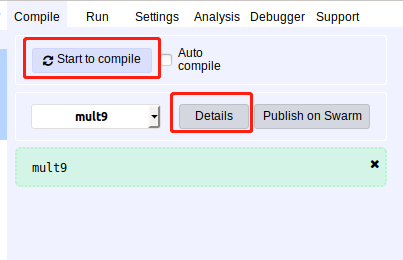 Compile Run Settings Analysis Debugger Support
Start to compile
Auto
compile
mult9 Details Publish on Swarm
mult9